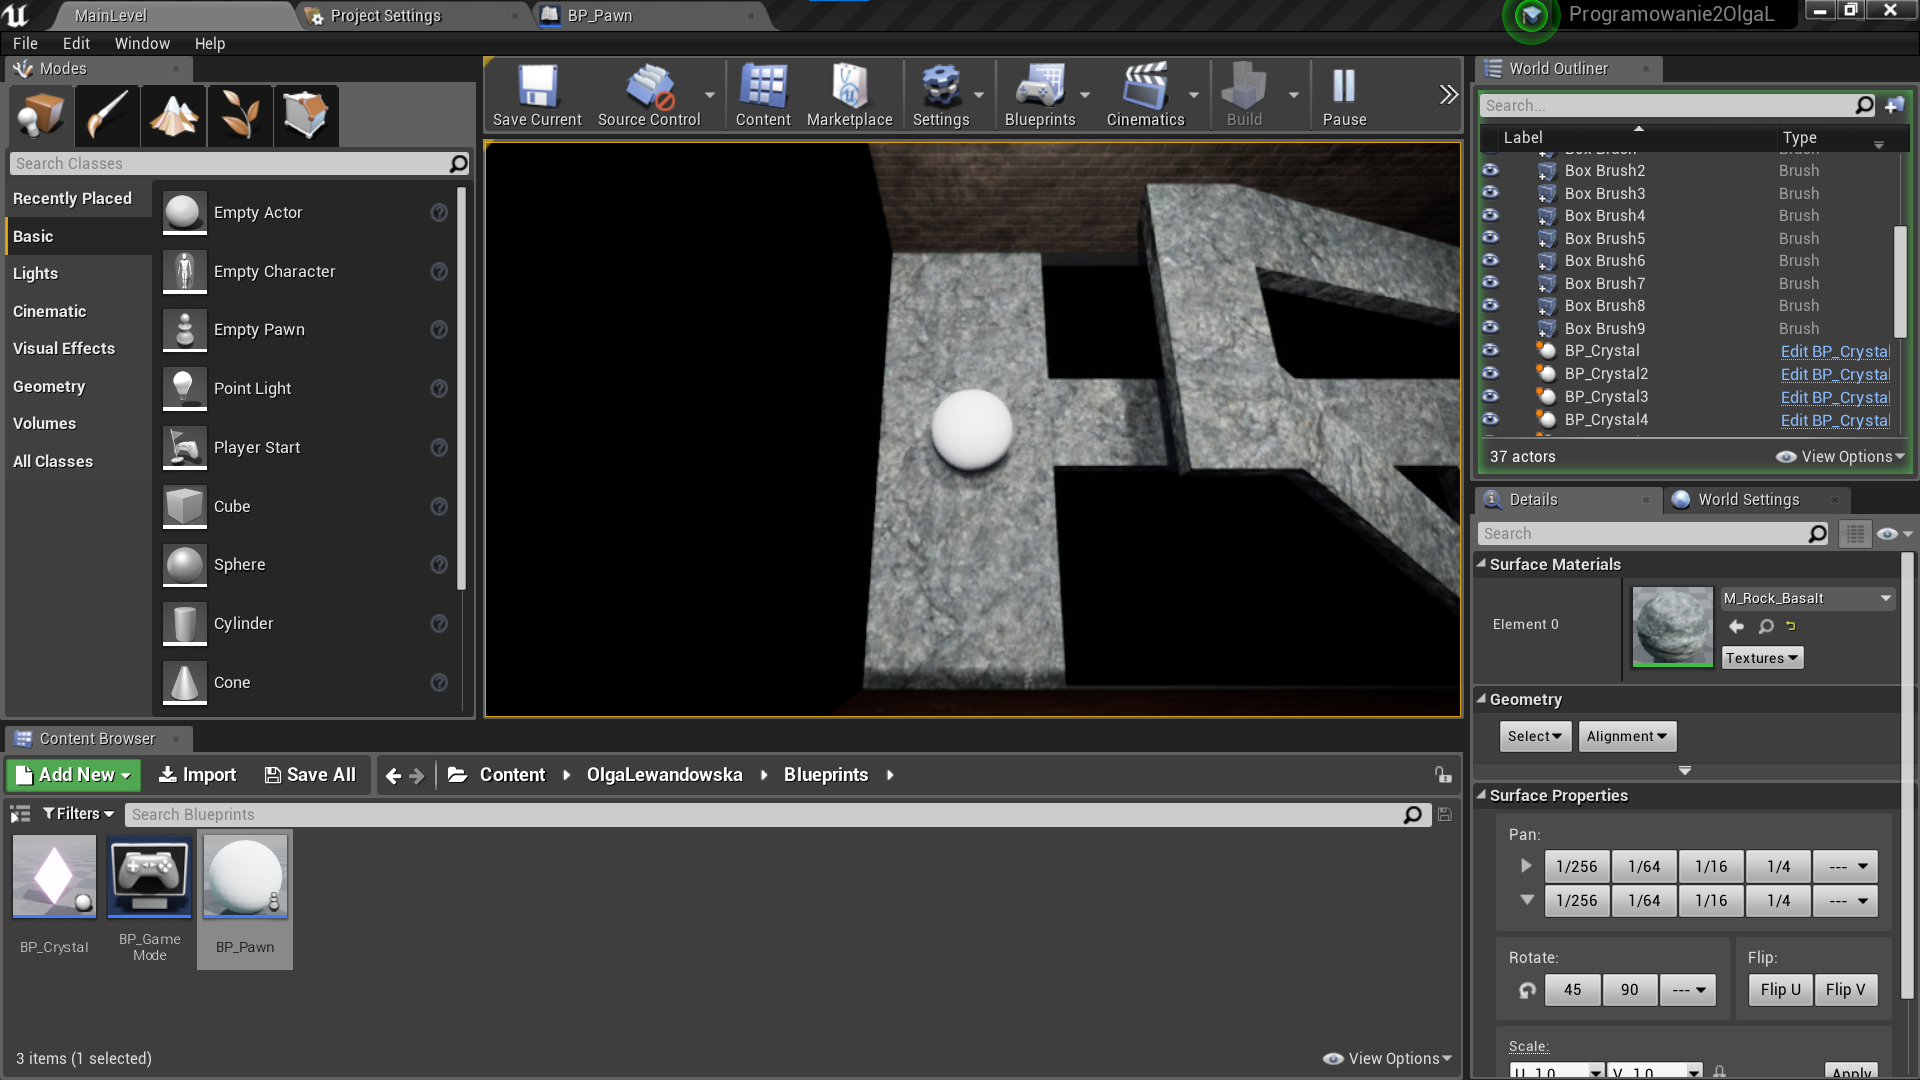 MainLevel
Project Settings
BP_Pawn
Programowanie2OlgaL
File Edit Window Help
Modes
Search Classes
Recently Placed
Basic
Lights
Cinematic
Visual Effects
Geometry
Volumes
All Classes
Empty Actor
Empty Character
Empty Pawn
Point Light
Player Start
Cube
Sphere
Cylinder
Cone
Save Current
Source Control
Content
Marketplace
Settings
Blueprints
Cinematics
Build
Pause
World Outliner
Search...
Label Type
Box Brush2 Brush
Box Brush3 Brush
Box Brush4 Brush
Box Brush5 Brush
Box Brush6 Brush
Box Brush7 Brush
Box Brush8 Brush
Box Brush9 Brush
BP_Crystal Edit BP_Crystal
BP_Crystal2 Edit BP_Crystal
BP_Crystal3 Edit BP_Crystal
BP_Crystal4 Edit BP_Crystal
37 actors View Options
Details
World Settings
Search
Surface Materials
Element 0
M_Rock_Basalt
Textures
Geometry
Select Alignment
Surface Properties
Pan:
1/256 1/64 1/16 1/4 ---
1/256 1/64 1/16 1/4 ---
Rotate: Flip:
45 90 --- Flip U Flip V
Scale:
U 1.0 V 1.0 Apply
Content Browser
Add New Import Save All Content OlgaLewandowska Blueprints
Filters Search Blueprints
BP_Crystal
BP_Game
Mode
BP_Pawn
3 items (1 selected) View Options